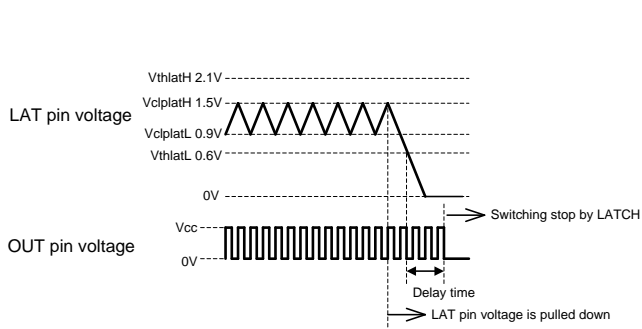 VthlatH 2.1V
VclplatH 1.5V
LAT pin voltage
VclplatL 0.9V
VthlatL 0.6V
0V
Switching stop by LATCH
Vcc
OUT pin voltage
0V
Delay time
LAT pin voltage is pulled down